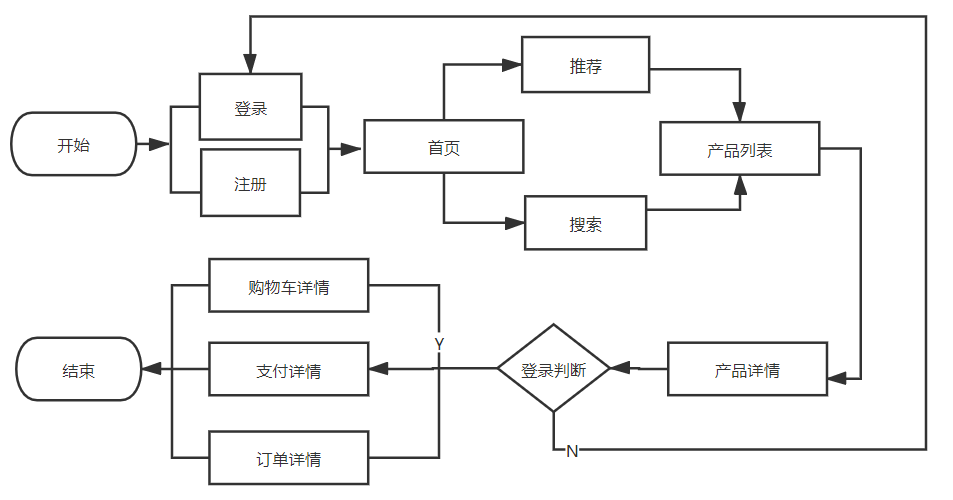 开始
登录
注册
首页
推荐
搜索
产品列表
产品详情
登录判断
Y
N
购物车详情
支付详情
订单详情
结束